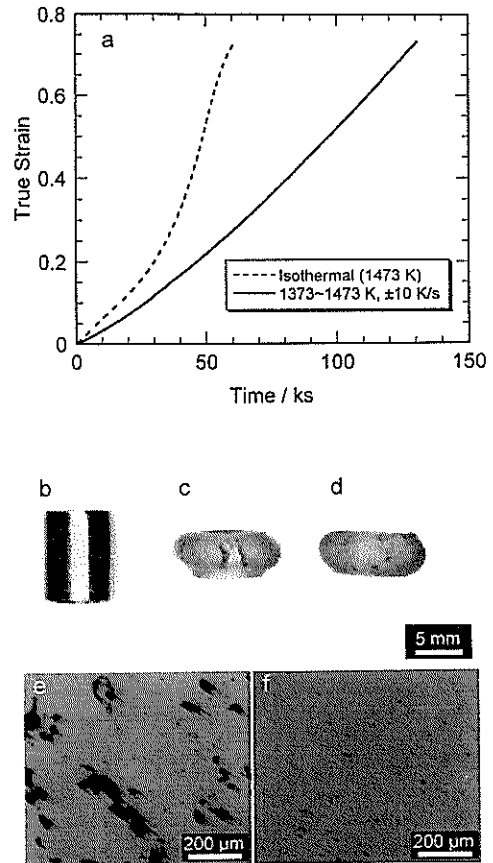 a
0.8
0.6
0.4
0.2
0
True Strain
Isothermal (1473 K)
1373~1473 K, ±10 K/s
0 50 100 150
Time / ks
b c d
5 mm
e f
200 µm 200 µm